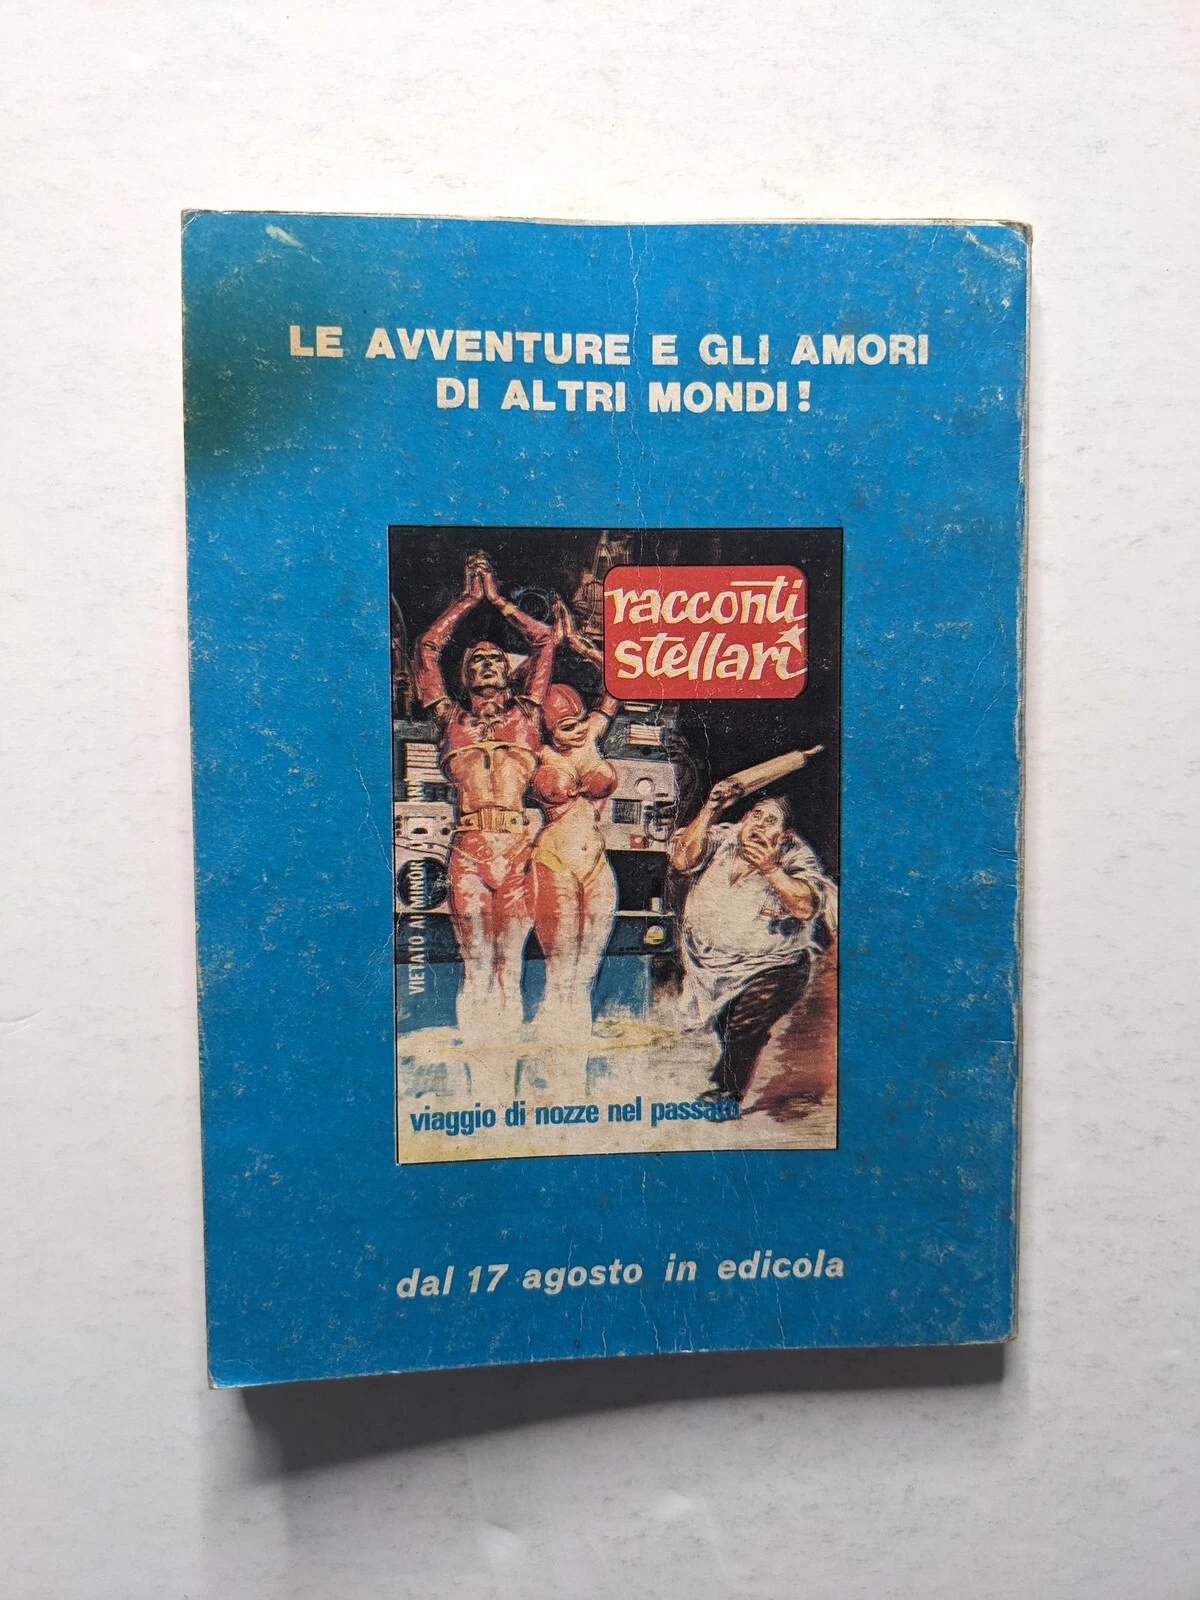 LE AVVENTURE E GLI AMORI
DI ALTRI MONDI!
racconti
stellari
VIETATO AI MINORI
viaggio di nozze nel passato
dal 17 agosto in edicola